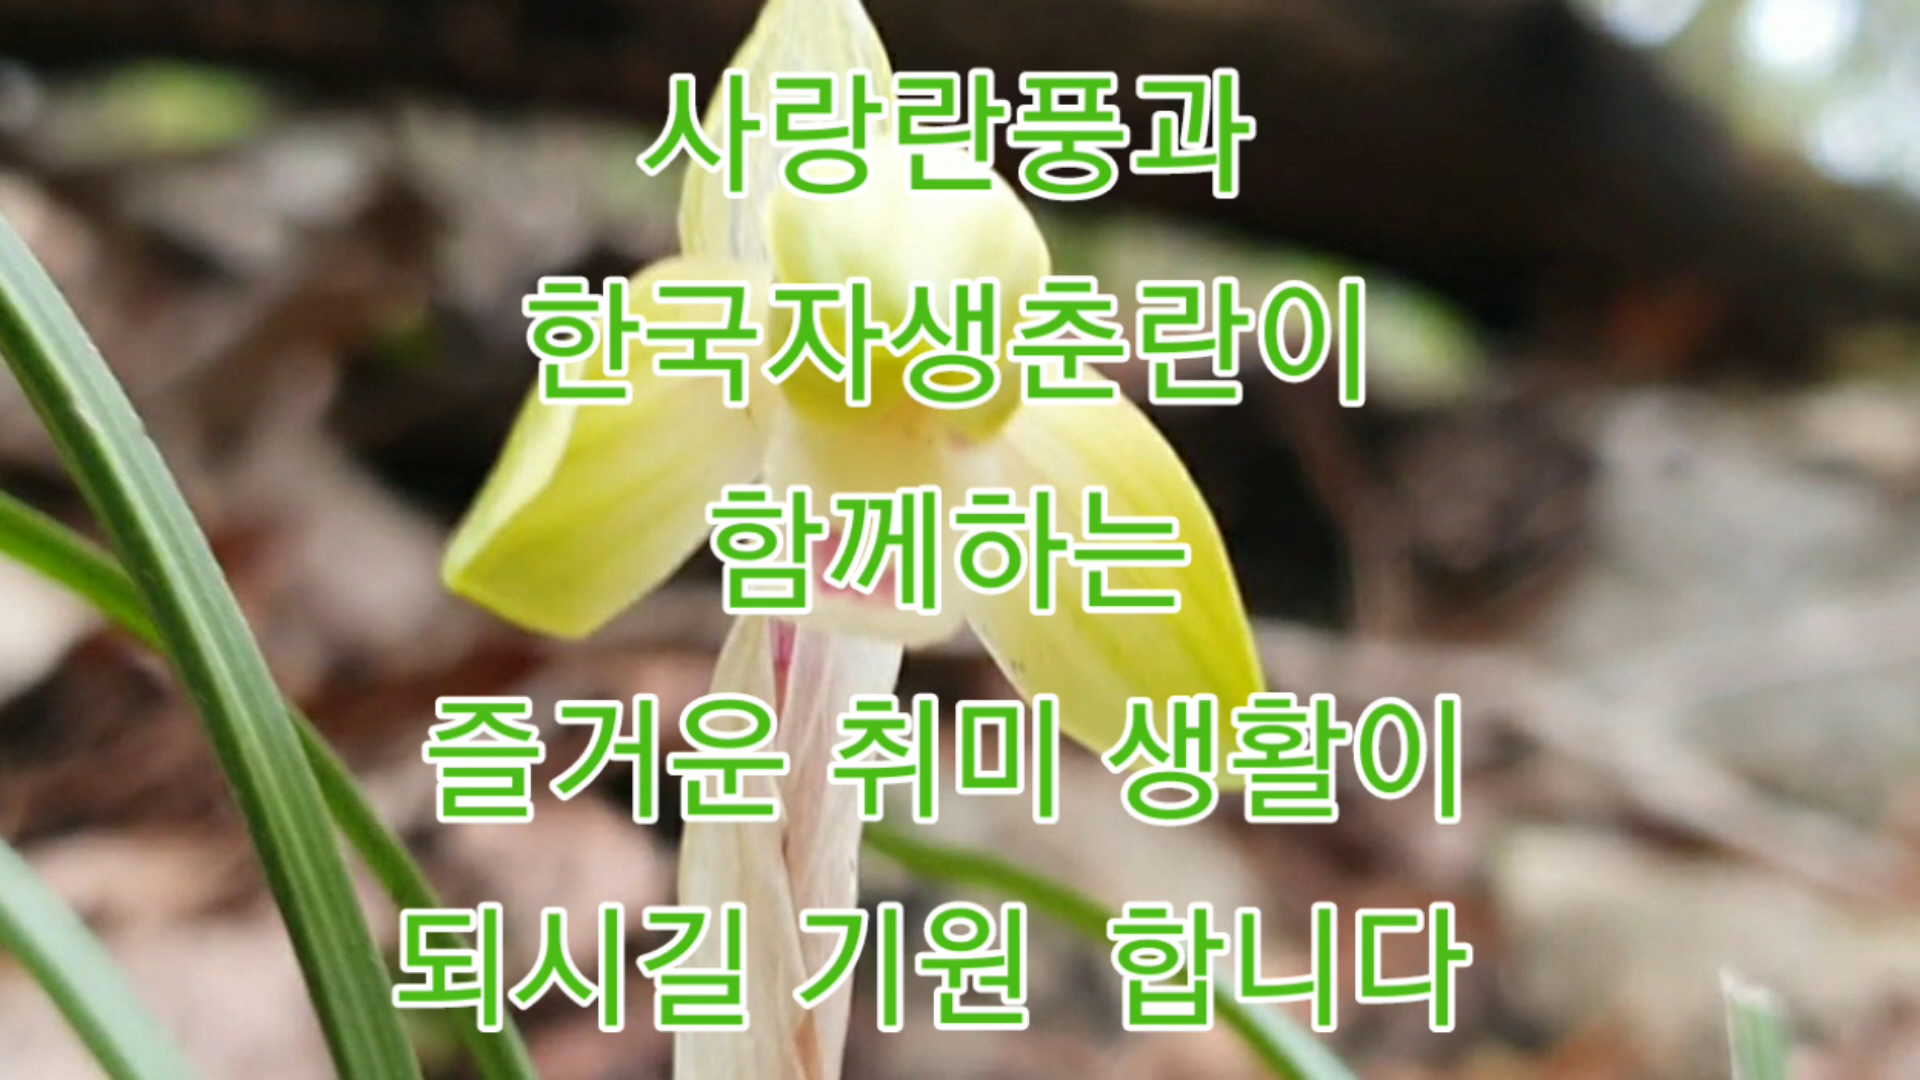 사랑란풍과
한국자생춘란이
함께하는
즐거운 취미 생활이
되시길 기원 합니다